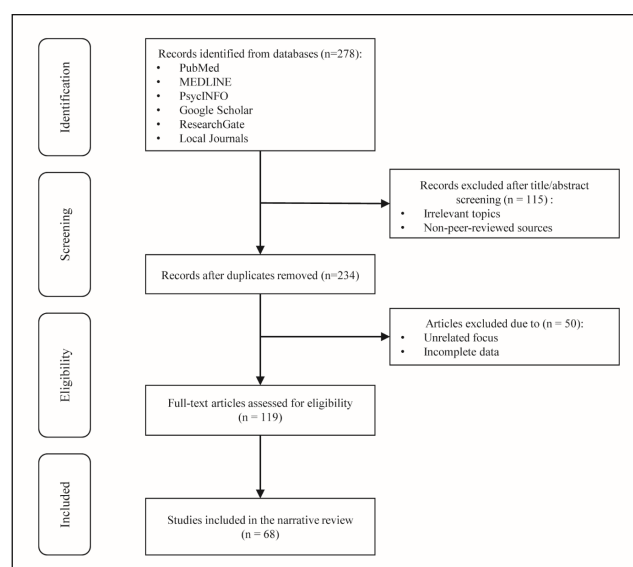 Identification
Records identified from databases (n=278):
• PubMed
• MEDLINE
• PsycINFO
• Google Scholar
• ResearchGate
• Local Journals
Screening
Records excluded after title/abstract
screening (n = 115) :
• Irrelevant topics
• Non-peer-reviewed sources
Records after duplicates removed (n=234)
Eligibility
Articles excluded due to (n = 50):
• Unrelated focus
• Incomplete data
Full-text articles assessed for eligibility
(n = 119)
Included
Studies included in the narrative review
(n = 68)